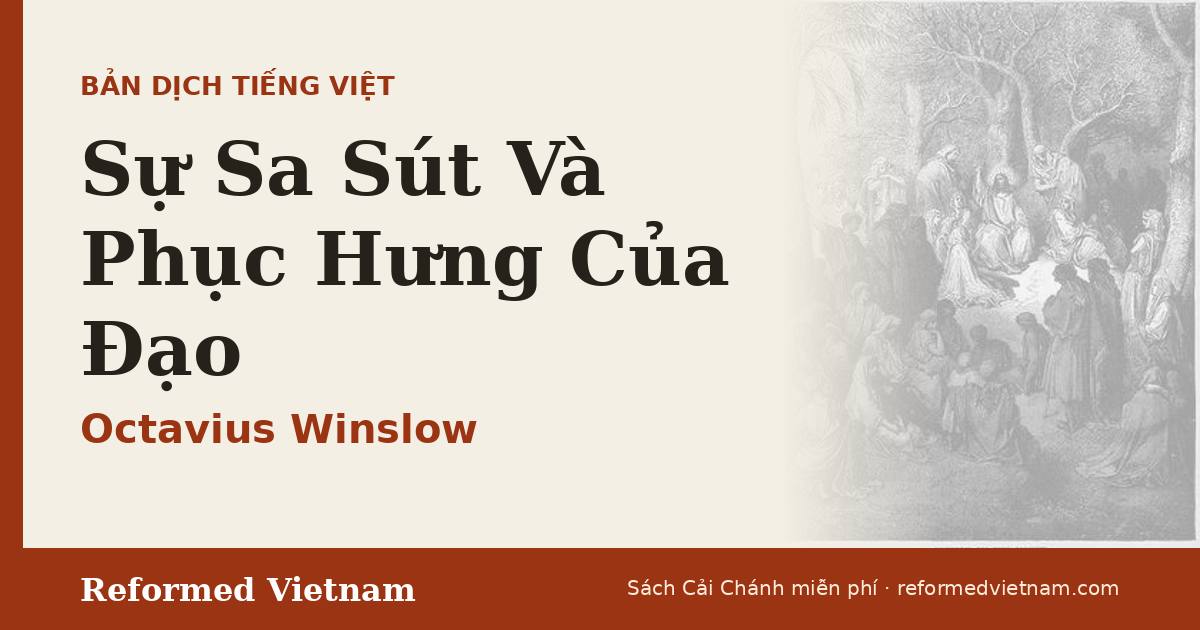 BẢN DỊCH TIẾNG VIỆT
Sự Sa Sút Và
Phục Hưng Của
Đạo
Octavius Winslow
Reformed Vietnam
Sách Cải Chánh miễn phí · reformedvietnam.com